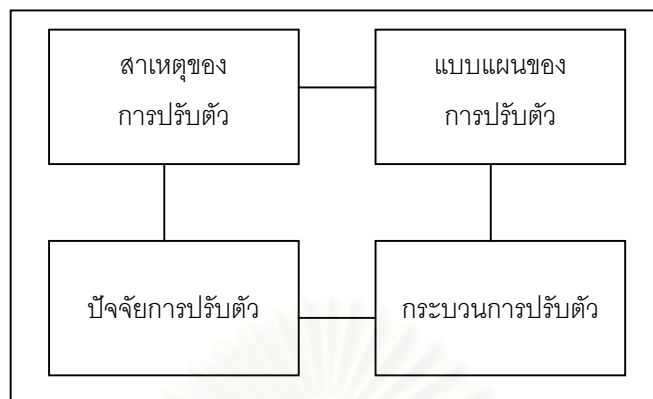 สาเหตุของ
การปรับตัว
แบบแผนของ
การปรับตัว
ปัจจัยการปรับตัว
กระบวนการปรับตัว